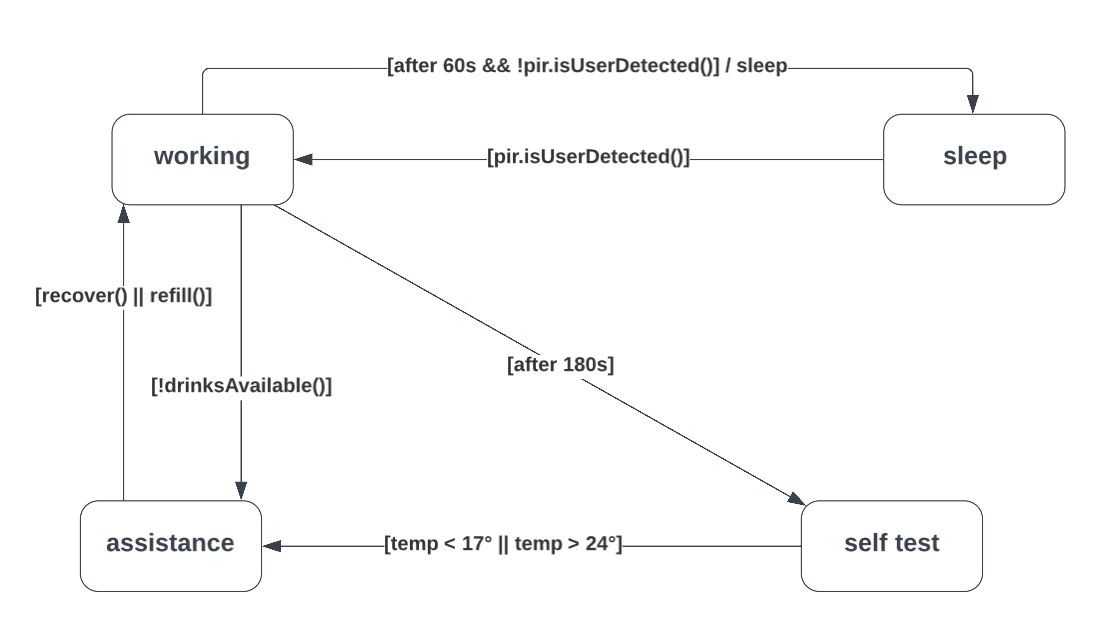 [after 60s && !pir.isUserDetected()] / sleep
working
[pir.isUserDetected()]
sleep
[recover() || refill()]
[after 180s]
[!drinksAvailable()]
assistance
[temp < 17° || temp > 24°]
self test